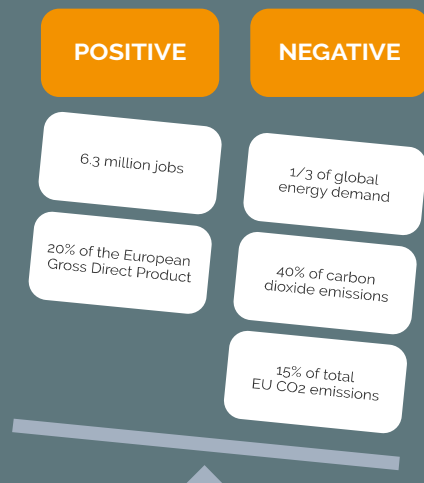 POSITIVE
NEGATIVE
6.3 million jobs
20% of the European
Gross Direct Product
1/3 of global
energy demand
40% of carbon
dioxide emissions
15% of total
EU CO2 emissions